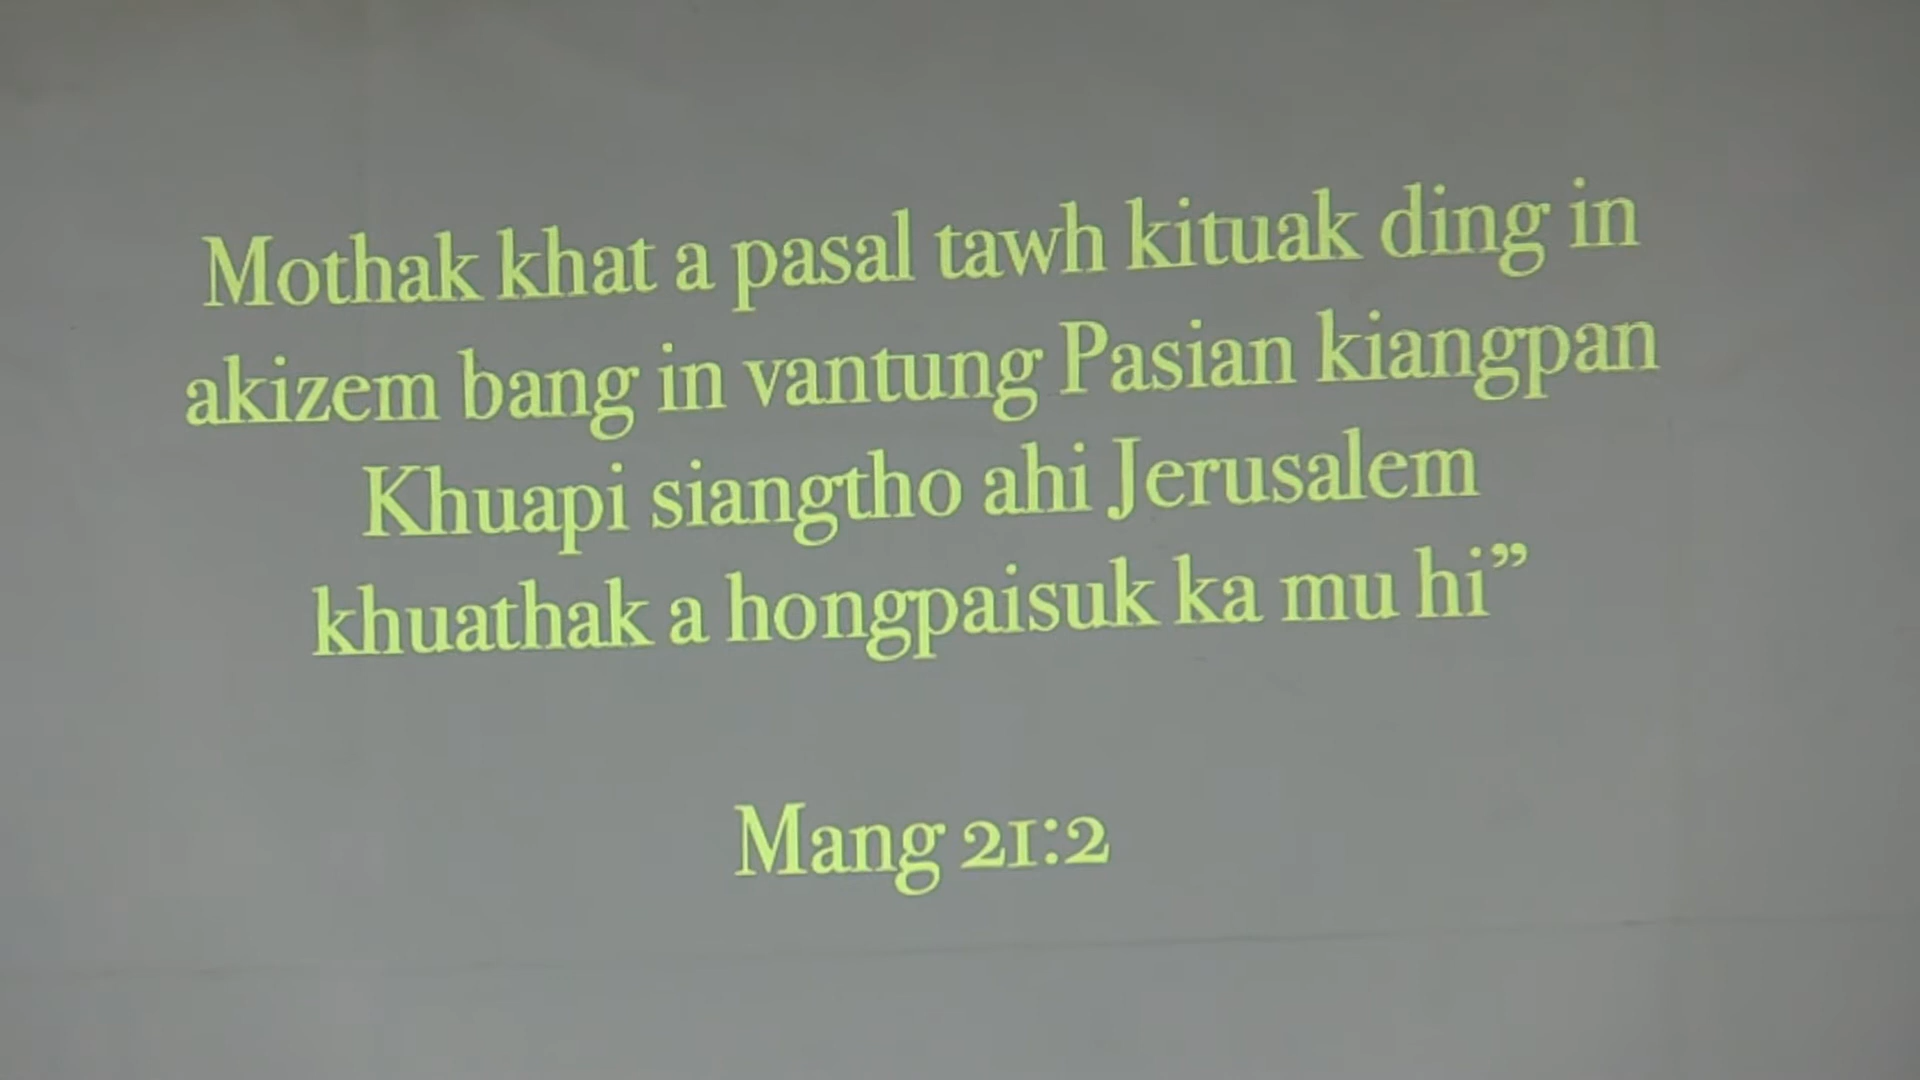 Mothak khat a pasal tawh kituak ding in
akizem bang in vantung Pasian kiangpan
Khuapi siangtho ahi Jerusalem
khuathak a hongpaisuk ka mu hi”
Mang 21:2